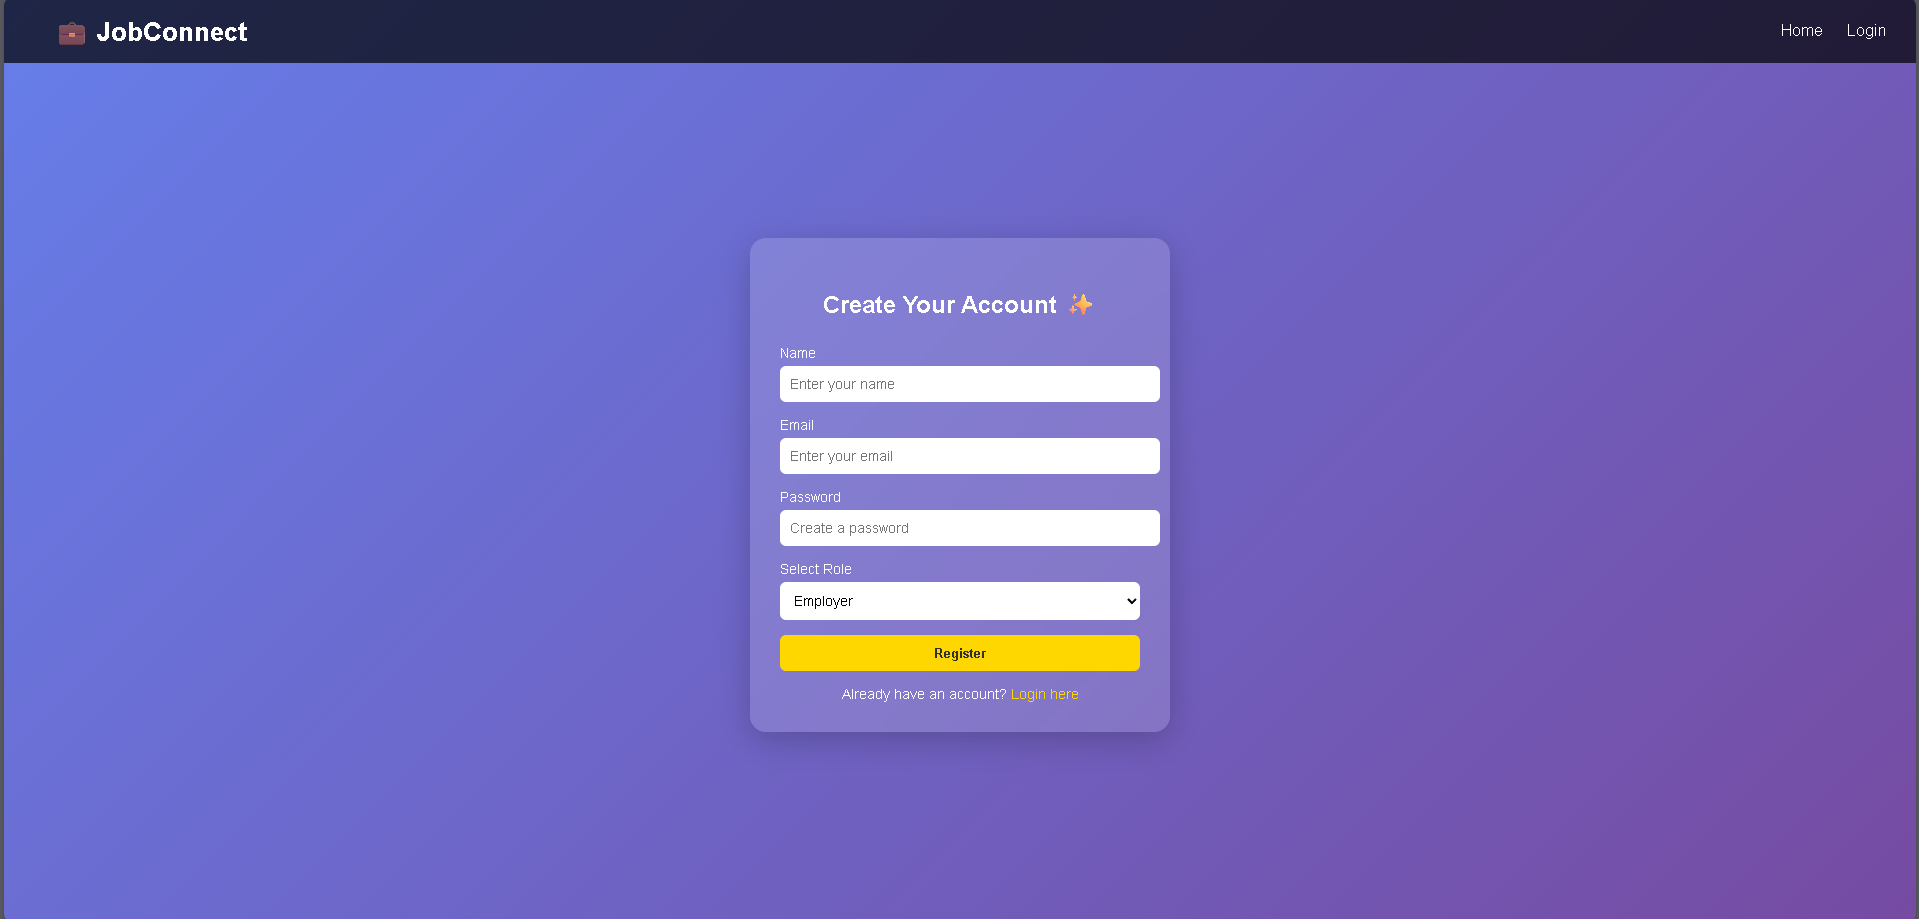 💼 JobConnect
Home Login
Create Your Account ✨
Name
Enter your name
Email
Enter your email
Password
Create a password
Select Role
Employer
Register
Already have an account? Login here